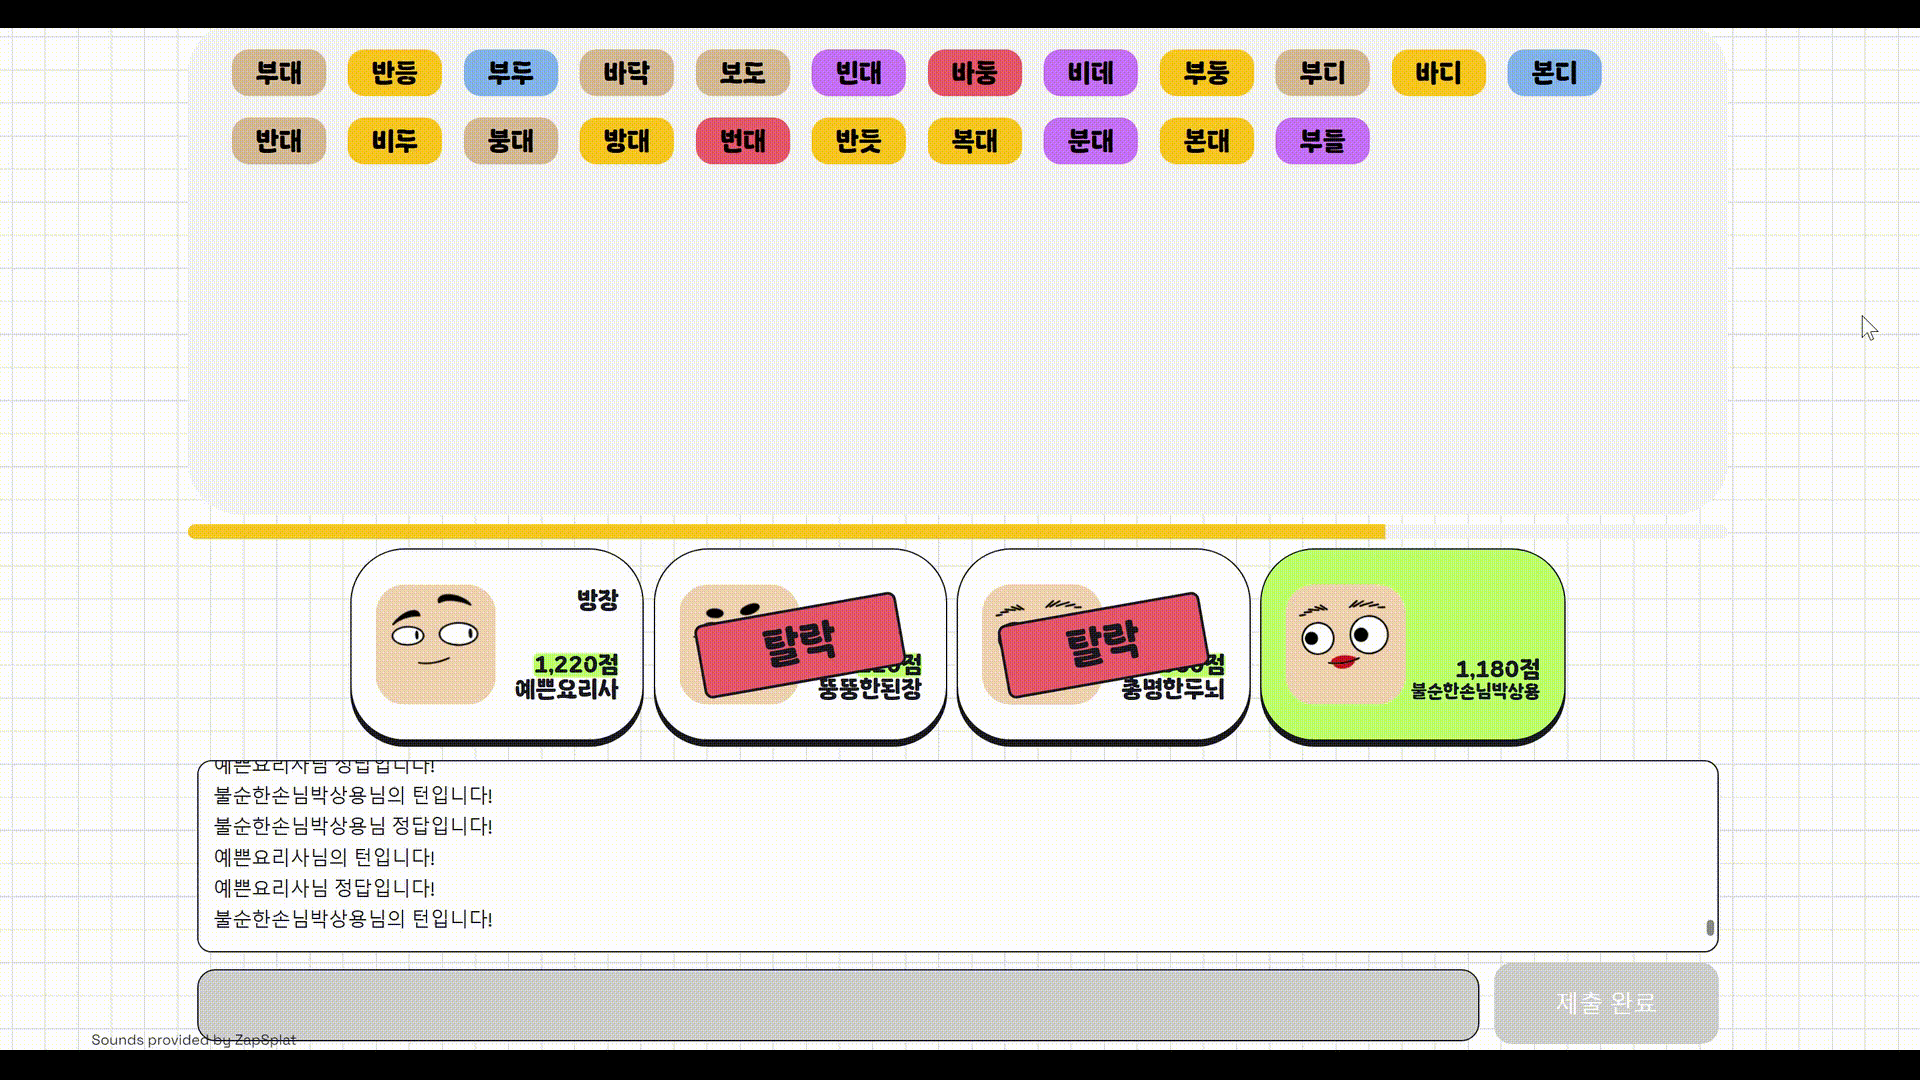 부대 반등 부두 바닥 보도 빈대 바둥 비데 부둥 부디 바디 본디
반대 비두 붕대 방대 번대 반듯 복대 분대 본대 부들
방장
1,220점
예쁜요리사
탈락
점
뚱뚱한된장
탈락
점
총명한두뇌
1,180점
불순한손님박상용
예쁜요리사님 정답입니다!
불순한손님박상용님의 턴입니다!
불순한손님박상용님 정답입니다!
예쁜요리사님의 턴입니다!
예쁜요리사님 정답입니다!
불순한손님박상용님의 턴입니다!
제출 완료
Sounds provided by ZapSplat